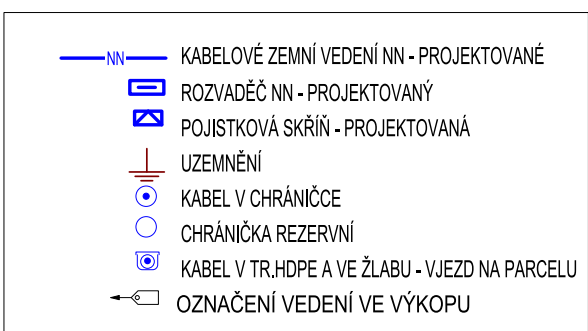 NN KABELOVÉ ZEMNÍ VEDENÍ NN - PROJEKTOVANÉ
ROZVADĚČ NN - PROJEKTOVANÝ
POJISTKOVÁ SKŘÍŇ - PROJEKTOVANÁ
UZEMNĚNÍ
KABEL V CHRÁNIČCE
CHRÁNIČKA REZERVNÍ
KABEL V TR.HDPE A VE ŽLABU - VJEZD NA PARCELU
OZNAČENÍ VEDENÍ VE VÝKOPU